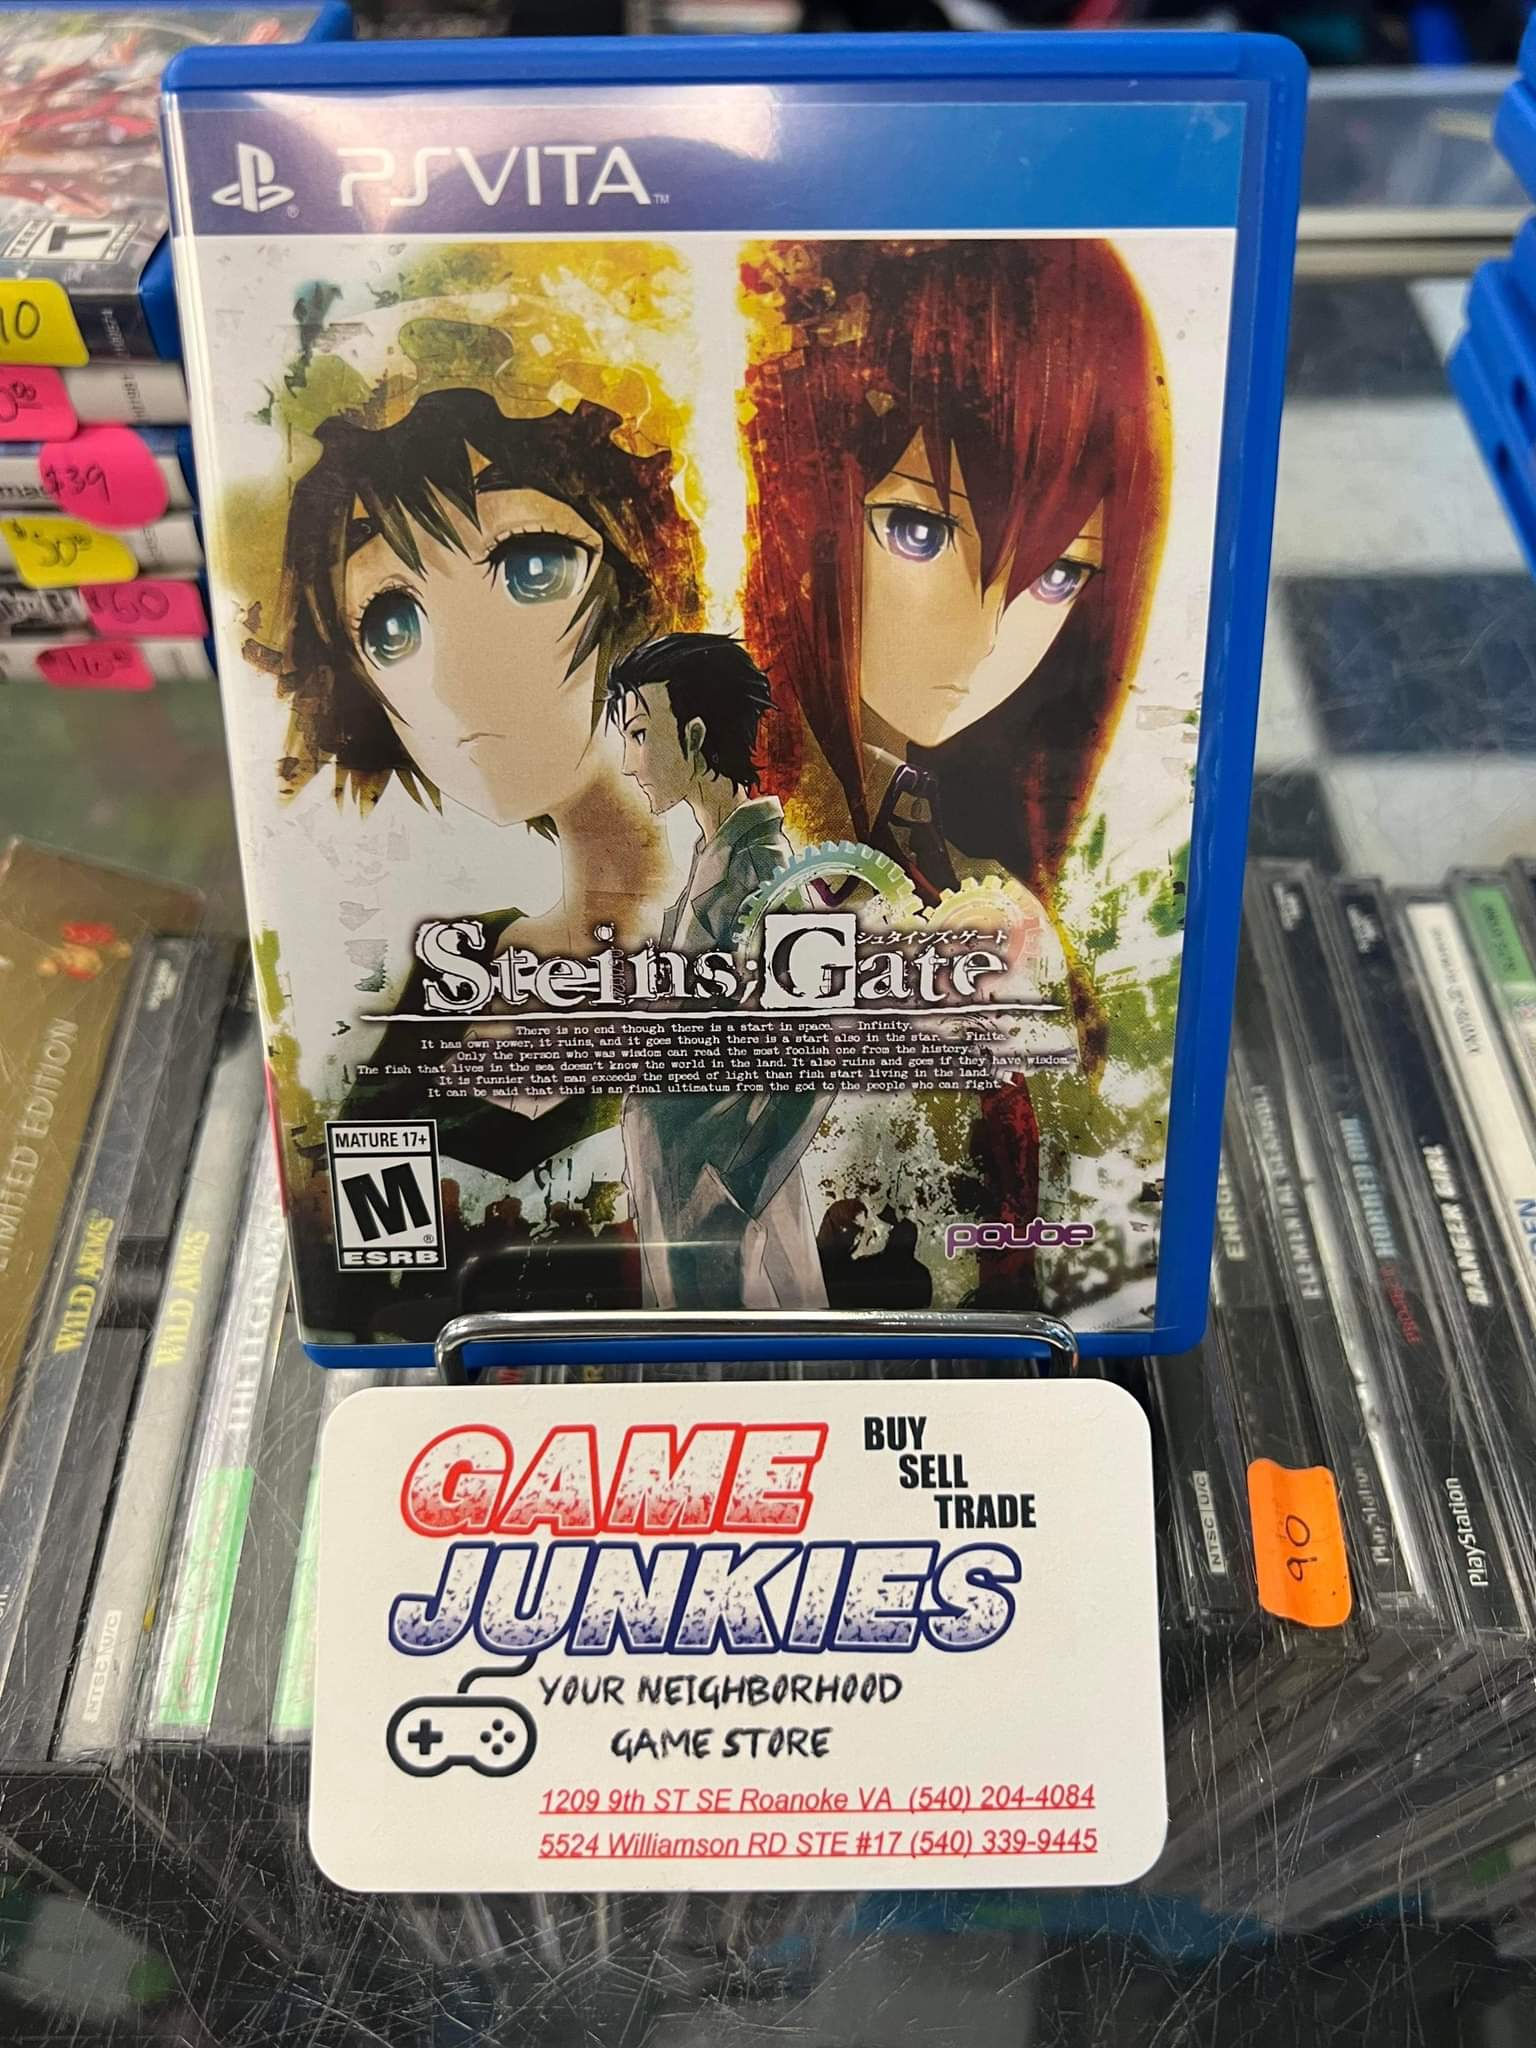 PSVITA™
T
10
$39
$30
$60
Steins;Gate
シュタインズ・ゲート
There is no end though there is a start in space. — Infinity.
It has own power, it ruins, and it goes though there is a start also in the star. — Finite.
Only the person who was wisdom can read the most foolish one from the history.
The fish that lives in the sea doesn't know the world in the land. It also ruins and goes if they have wisdom.
It is funnier that man exceeds the speed of light than fish start living in the land.
It can be said that this is an final ultimatum from the god to the people who can fight.
MATURE 17+
M®
ESRB
pqube
LIMITED EDITION
WILD ARMS
WILD ARMS
NTSC U/C
NTSC U/C
90
PlayStation
PlayStation
GAME
JUNKIES
BUY
SELL
TRADE
YOUR NEIGHBORHOOD
GAME STORE
1209 9th ST SE Roanoke VA (540) 204-4084
5524 Williamson RD STE #17 (540) 339-9445